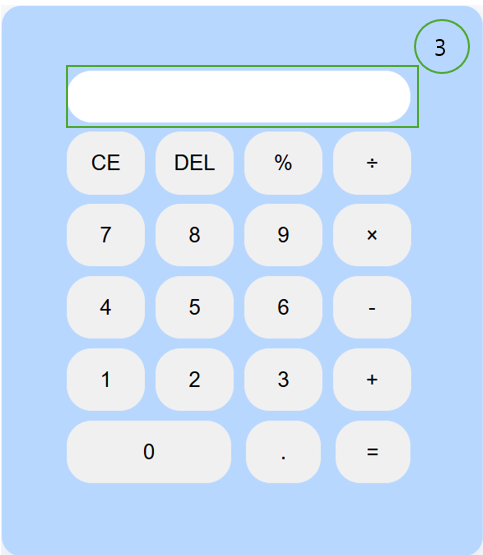 3
CE DEL % ÷
7 8 9 ×
4 5 6 -
1 2 3 +
0 . =